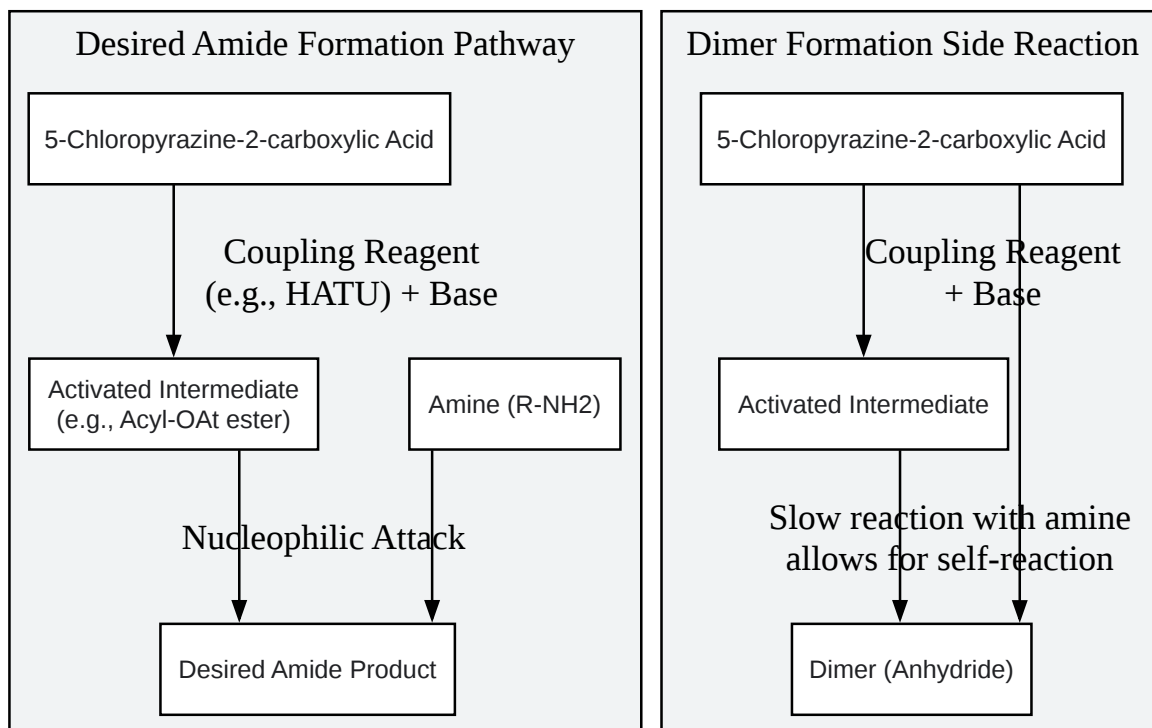 Desired Amide Formation Pathway
5-Chloropyrazine-2-carboxylic Acid
Coupling Reagent
(e.g., HATU) + Base
Activated Intermediate
(e.g., Acyl-OAt ester)
Amine (R-NH2)
Nucleophilic Attack
Desired Amide Product
Dimer Formation Side Reaction
5-Chloropyrazine-2-carboxylic Acid
Coupling Reagent
+ Base
Activated Intermediate
Slow reaction with amine
allows for self-reaction
Dimer (Anhydride)